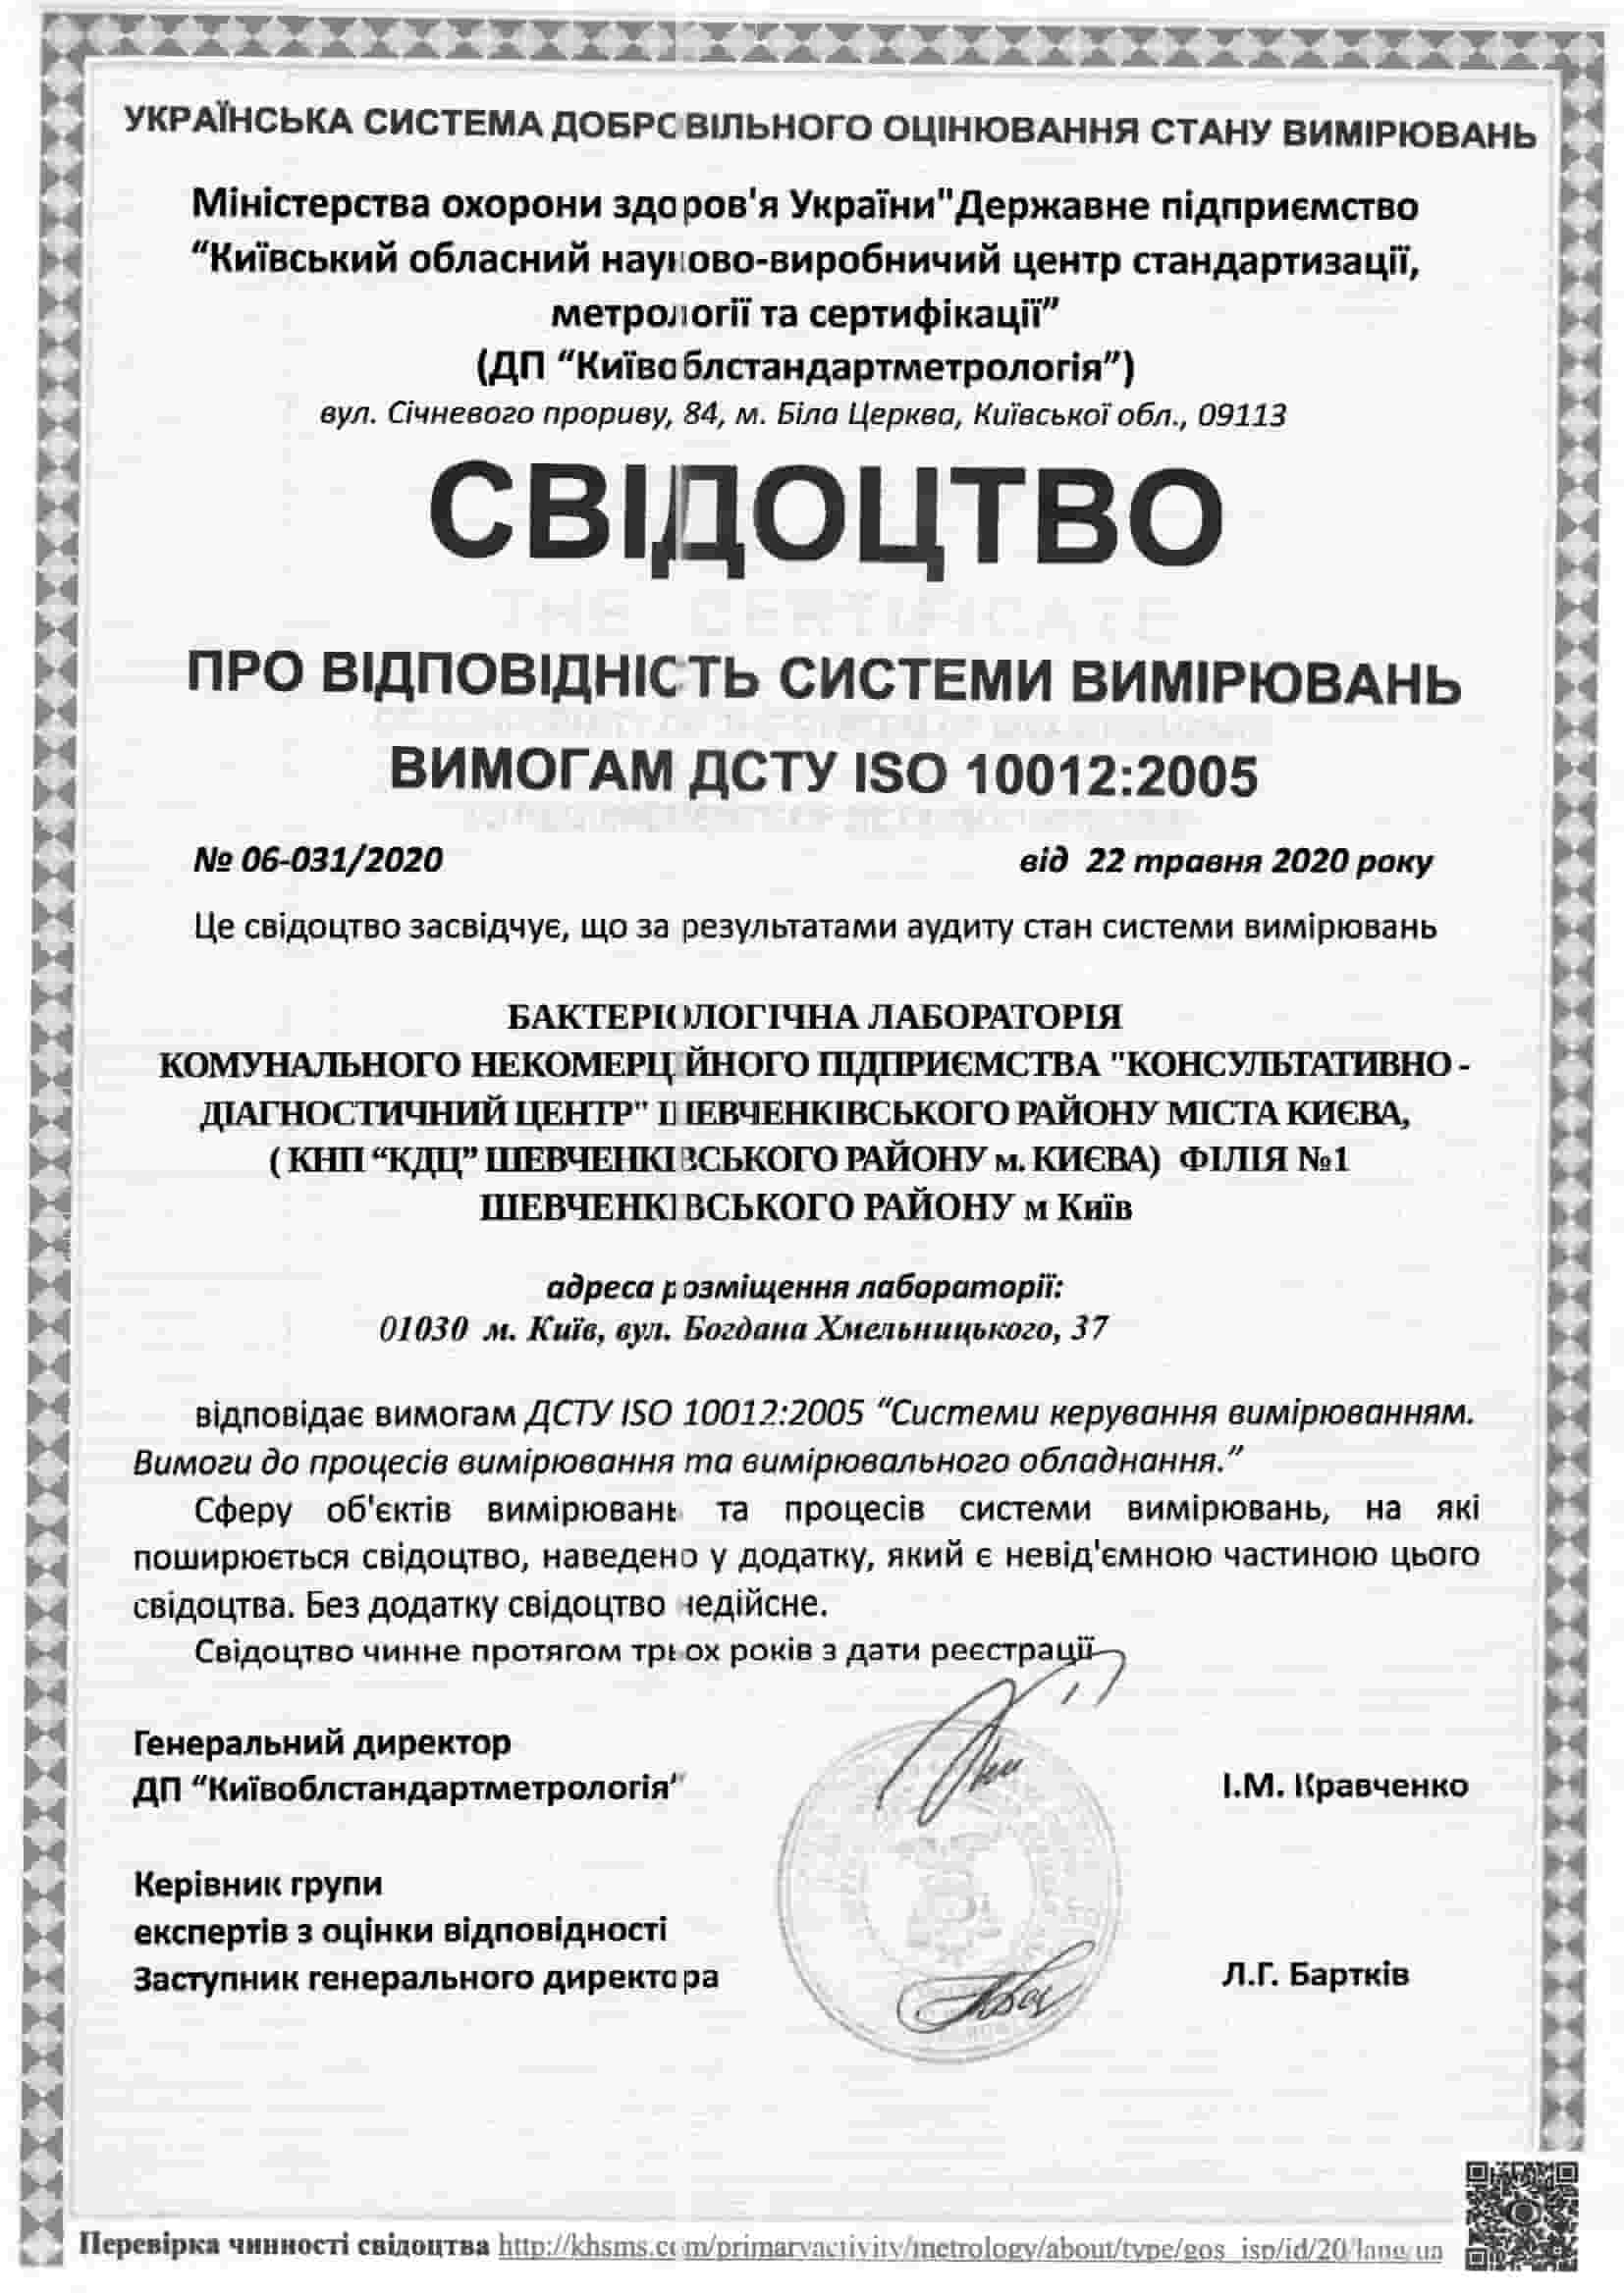 УКРАЇНСЬКА СИСТЕМА ДОБРОВІЛЬНОГО ОЦІНЮВАННЯ СТАНУ ВИМІРЮВАНЬ
Міністерства охорони здоров'я України"Державне підприємство
“Київський обласний науково-виробничий центр стандартизації,
метрології та сертифікації”
(ДП “Київоблстандартметрологія”)
вул. Січневого прориву, 84, м. Біла Церква, Київської обл., 09113
СВІДОЦТВО
THE CERTIFICATE
ПРО ВІДПОВІДНІСТЬ СИСТЕМИ ВИМІРЮВАНЬ
ВИМОГАМ ДСТУ ISO 10012:2005
№ 06-031/2020 від 22 травня 2020 року
Це свідоцтво засвідчує, що за результатами аудиту стан системи вимірювань
БАКТЕРІОЛОГІЧНА ЛАБОРАТОРІЯ
КОМУНАЛЬНОГО НЕКОМЕРЦІЙНОГО ПІДПРИЄМСТВА "КОНСУЛЬТАТИВНО -
ДІАГНОСТИЧНИЙ ЦЕНТР" ШЕВЧЕНКІВСЬКОГО РАЙОНУ МІСТА КИЄВА,
( КНП “КДЦ” ШЕВЧЕНКІВСЬКОГО РАЙОНУ м. КИЄВА) ФІЛІЯ №1
ШЕВЧЕНКІВСЬКОГО РАЙОНУ м Київ
адреса розміщення лабораторії:
01030 м. Київ, вул. Богдана Хмельницького, 37
відповідає вимогам ДСТУ ISO 10012:2005 “Системи керування вимірюванням.
Вимоги до процесів вимірювання та вимірювального обладнання.”
Сферу об'єктів вимірювань та процесів системи вимірювань, на які
поширюється свідоцтво, наведено у додатку, який є невід'ємною частиною цього
свідоцтва. Без додатку свідоцтво недійсне.
Свідоцтво чинне протягом трьох років з дати реєстрації
Генеральний директор
ДП “Київоблстандартметрологія” І.М. Кравченко
Керівник групи
експертів з оцінки відповідності
Заступник генерального директора Л.Г. Бартків
Перевірка чинності свідоцтва http://khsms.com/primaryactivity/metrology/about/type/gos_isp/id/20/lang/ua